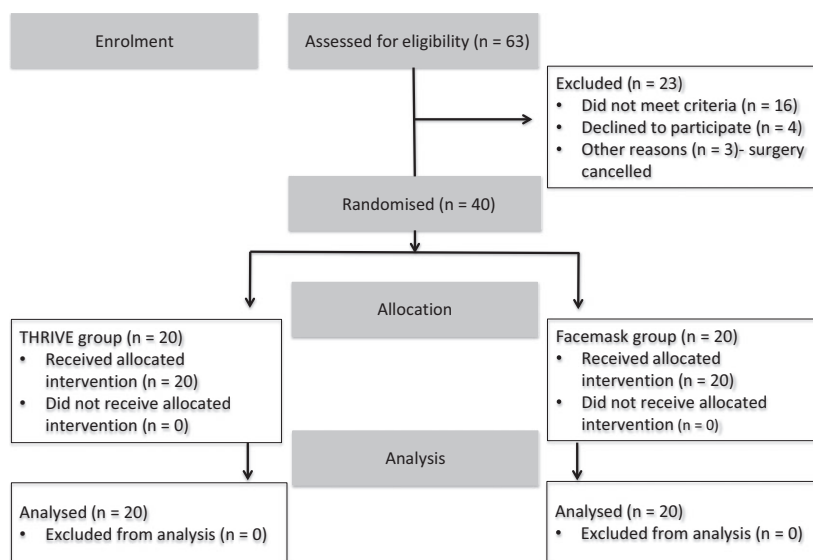 Enrolment
Assessed for eligibility (n = 63)
Excluded (n = 23)
• Did not meet criteria (n = 16)
• Declined to participate (n = 4)
• Other reasons (n = 3)- surgery
cancelled
Randomised (n = 40)
Allocation
THRIVE group (n = 20)
• Received allocated
intervention (n = 20)
• Did not receive allocated
intervention (n = 0)
Facemask group (n = 20)
• Received allocated
intervention (n = 20)
• Did not receive allocated
intervention (n = 0)
Analysis
Analysed (n = 20)
• Excluded from analysis (n = 0)
Analysed (n = 20)
• Excluded from analysis (n = 0)